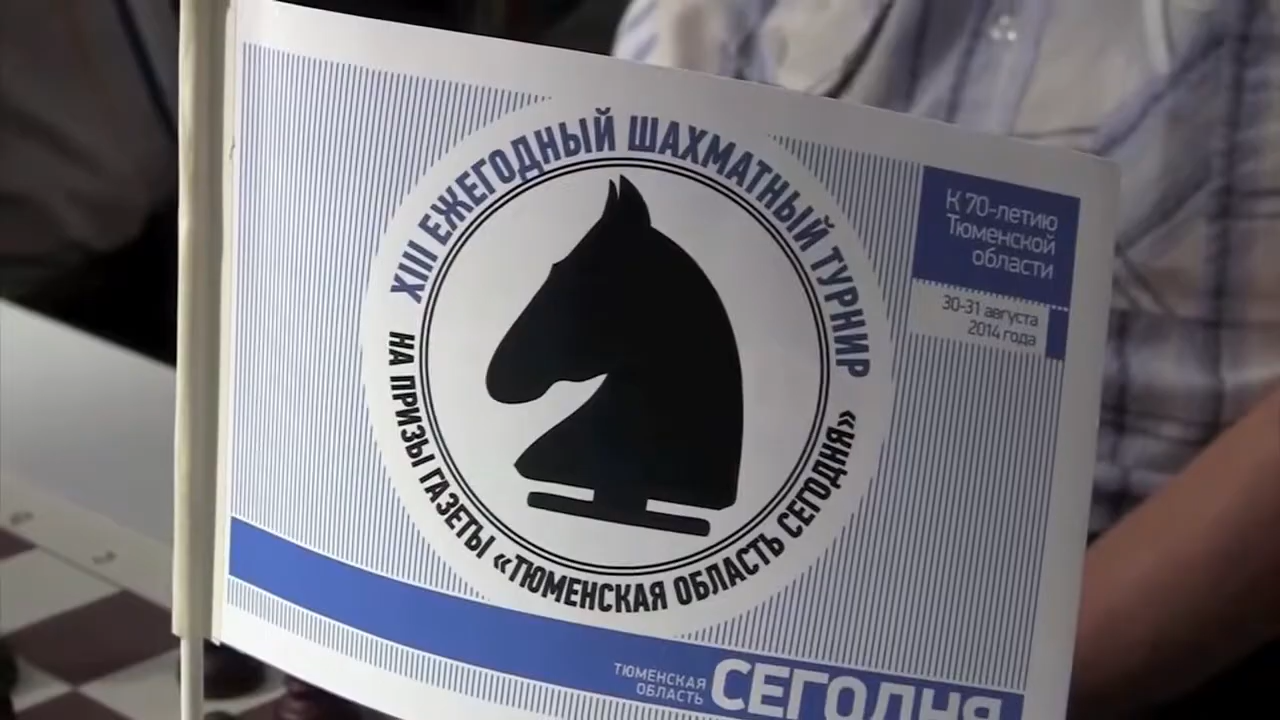 XIII ЕЖЕГОДНЫЙ ШАХМАТНЫЙ ТУРНИР
НА ПРИЗЫ ГАЗЕТЫ «ТЮМЕНСКАЯ ОБЛАСТЬ СЕГОДНЯ»
К 70-летию
Тюменской
области
30-31 августа
2014 года
ТЮМЕНСКАЯ
ОБЛАСТЬ
СЕГОДНЯ